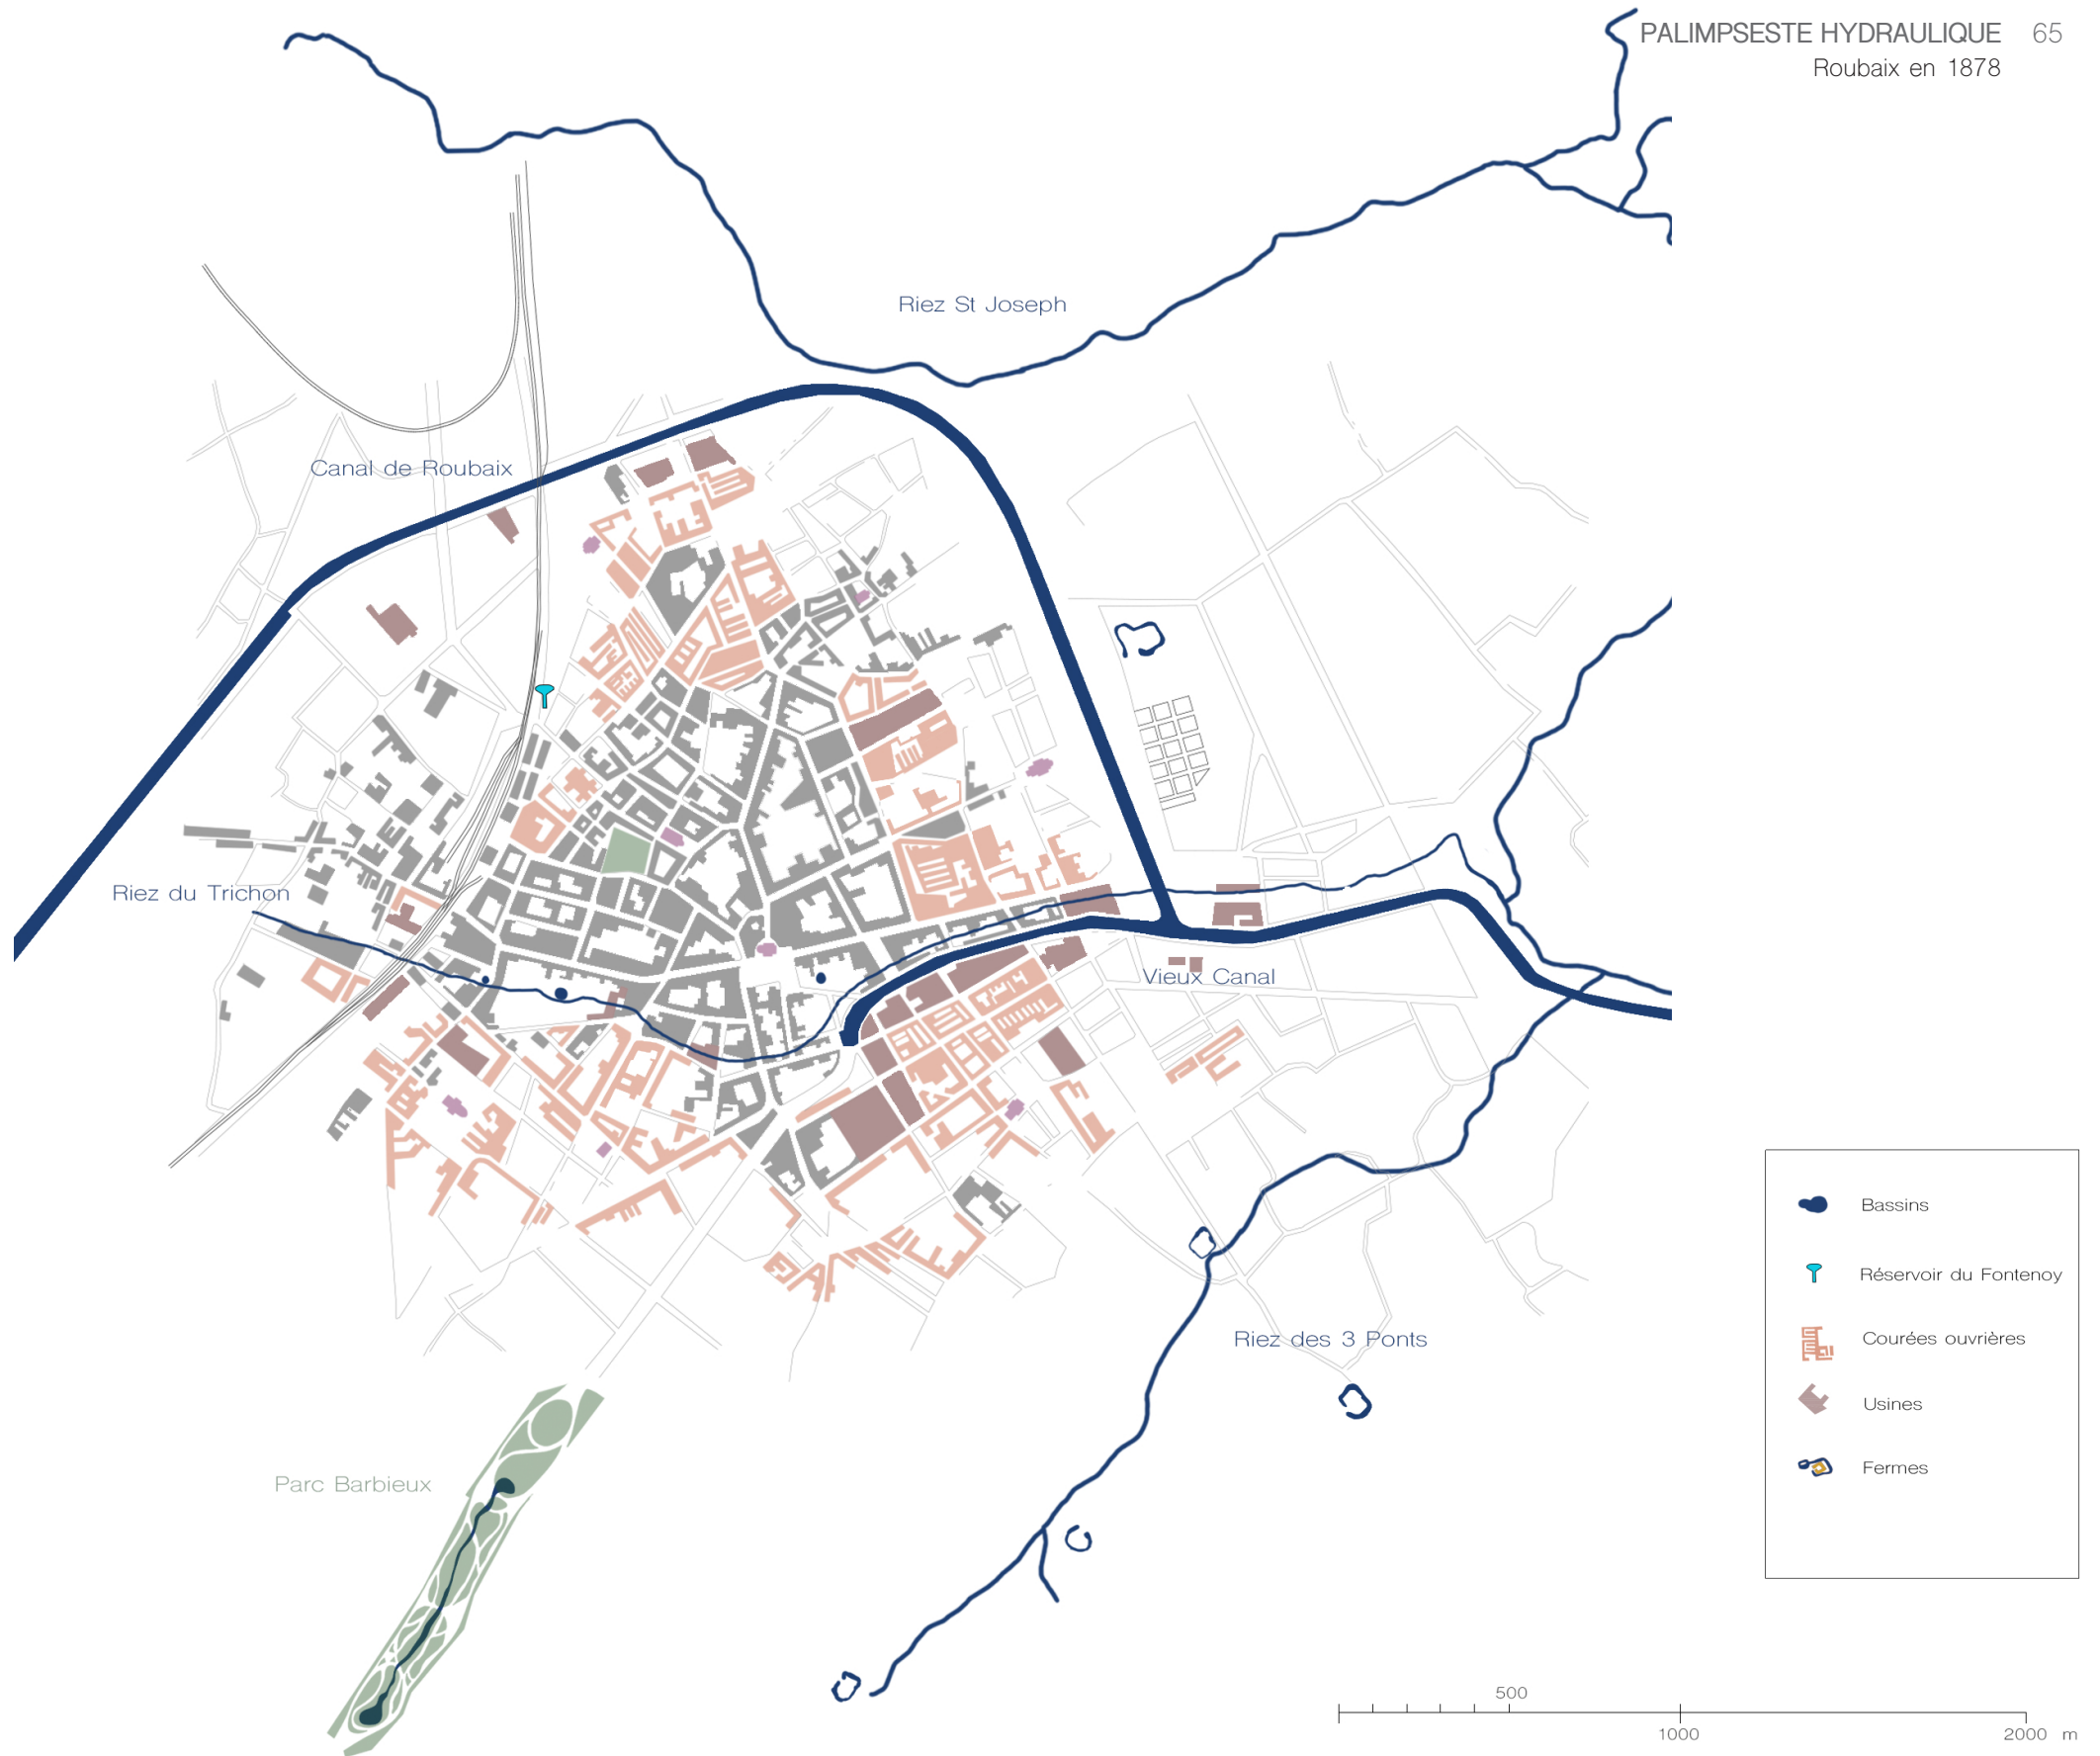 PALIMPSESTE HYDRAULIQUE 65
Roubaix en 1878
Riez St Joseph
Canal de Roubaix
Riez du Trichon
Vieux Canal
Bassins
Réservoir du Fontenoy
Riez des 3 Ponts
Courées ouvrières
Usines
Fermes
Parc Barbieux
500
1000
2000 m